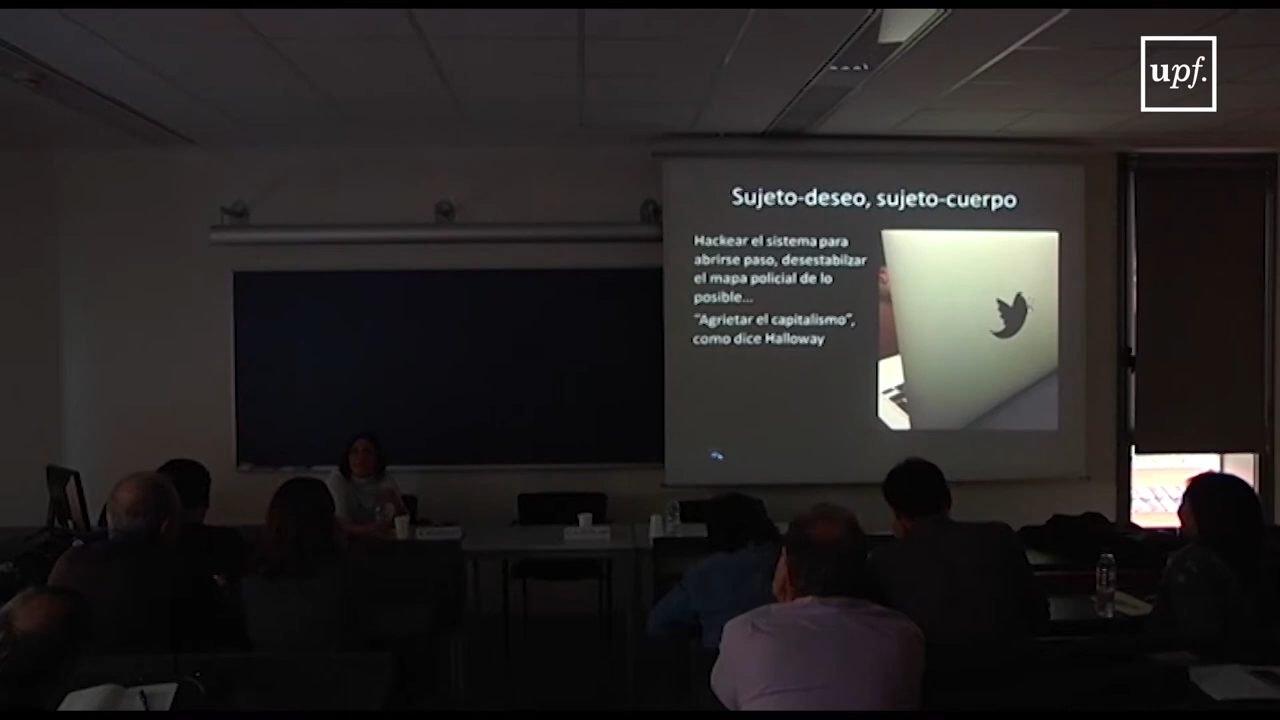 upf.
Sujeto-deseo, sujeto-cuerpo
Hackear el sistema para
abrirse paso, desestabilzar
el mapa policial de lo
posible...
“Agrietar el capitalismo”,
como dice Halloway